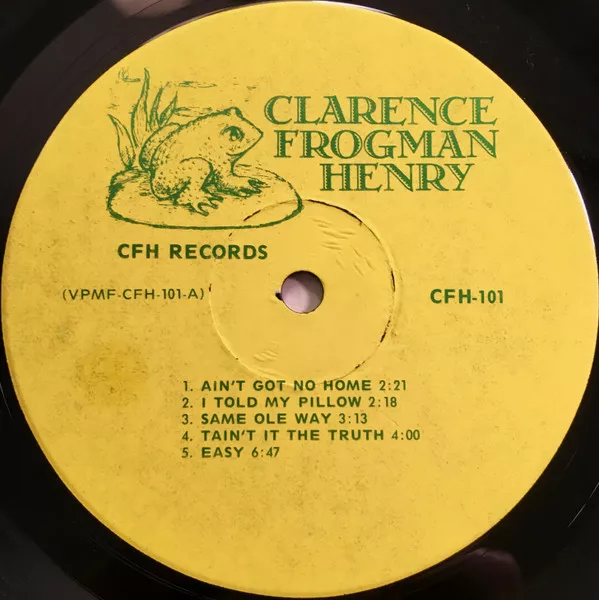 CLARENCE
FROGMAN
HENRY
CFH RECORDS
(VPMF-CFH-101-A)
CFH-101
1. AIN'T GOT NO HOME 2:21
2. I TOLD MY PILLOW 2:18
3. SAME OLE WAY 3:13
4. TAIN'T IT THE TRUTH 4:00
5. EASY 6:47